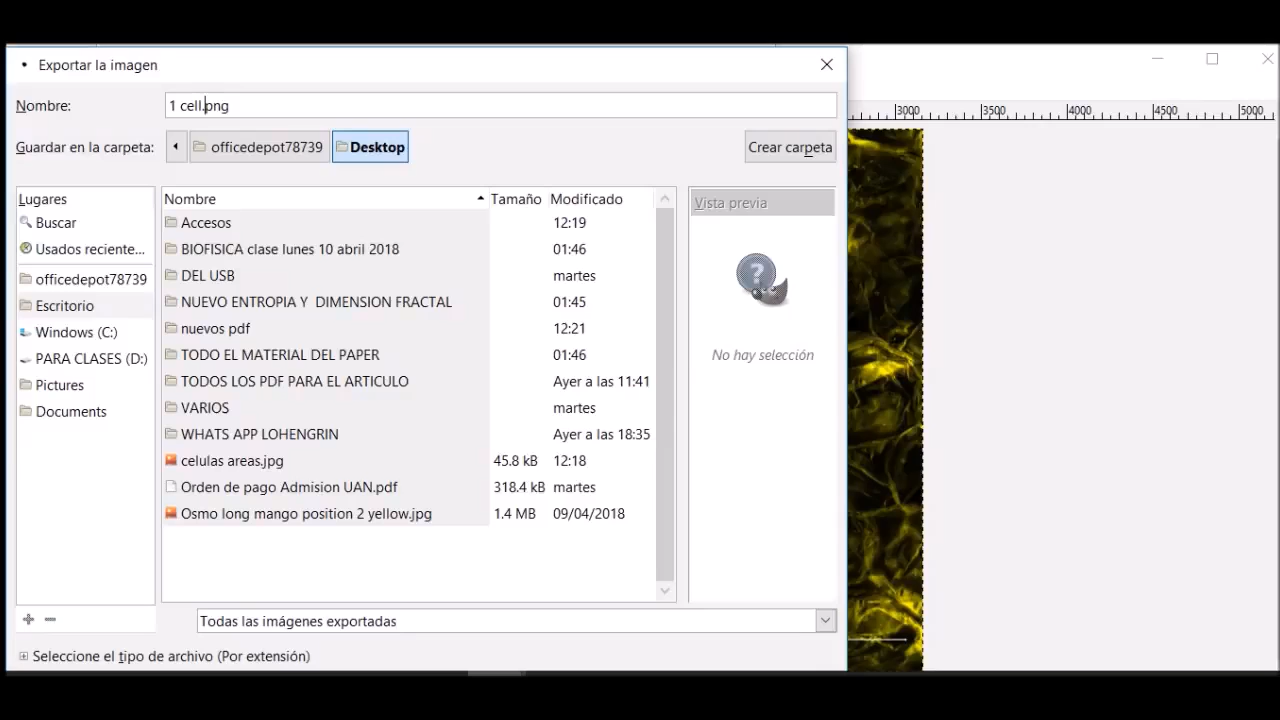 Exportar la imagen
Nombre: 1 cell.png
3000 3500 4000 4500 5000
Guardar en la carpeta: officedepot78739 Desktop Crear carpeta
Lugares
Buscar
Usados reciente...
officedepot78739
Escritorio
Windows (C:)
PARA CLASES (D:)
Pictures
Documents
Nombre Tamaño Modificado
Accesos 12:19
BIOFISICA clase lunes 10 abril 2018 01:46
DEL USB martes
NUEVO ENTROPIA Y DIMENSION FRACTAL 01:45
nuevos pdf 12:21
TODO EL MATERIAL DEL PAPER 01:46
TODOS LOS PDF PARA EL ARTICULO Ayer a las 11:41
VARIOS martes
WHATS APP LOHENGRIN Ayer a las 18:35
celulas areas.jpg 45.8 kB 12:18
Orden de pago Admision UAN.pdf 318.4 kB martes
Osmo long mango position 2 yellow.jpg 1.4 MB 09/04/2018
Vista previa
No hay selección
Todas las imágenes exportadas
Seleccione el tipo de archivo (Por extensión)